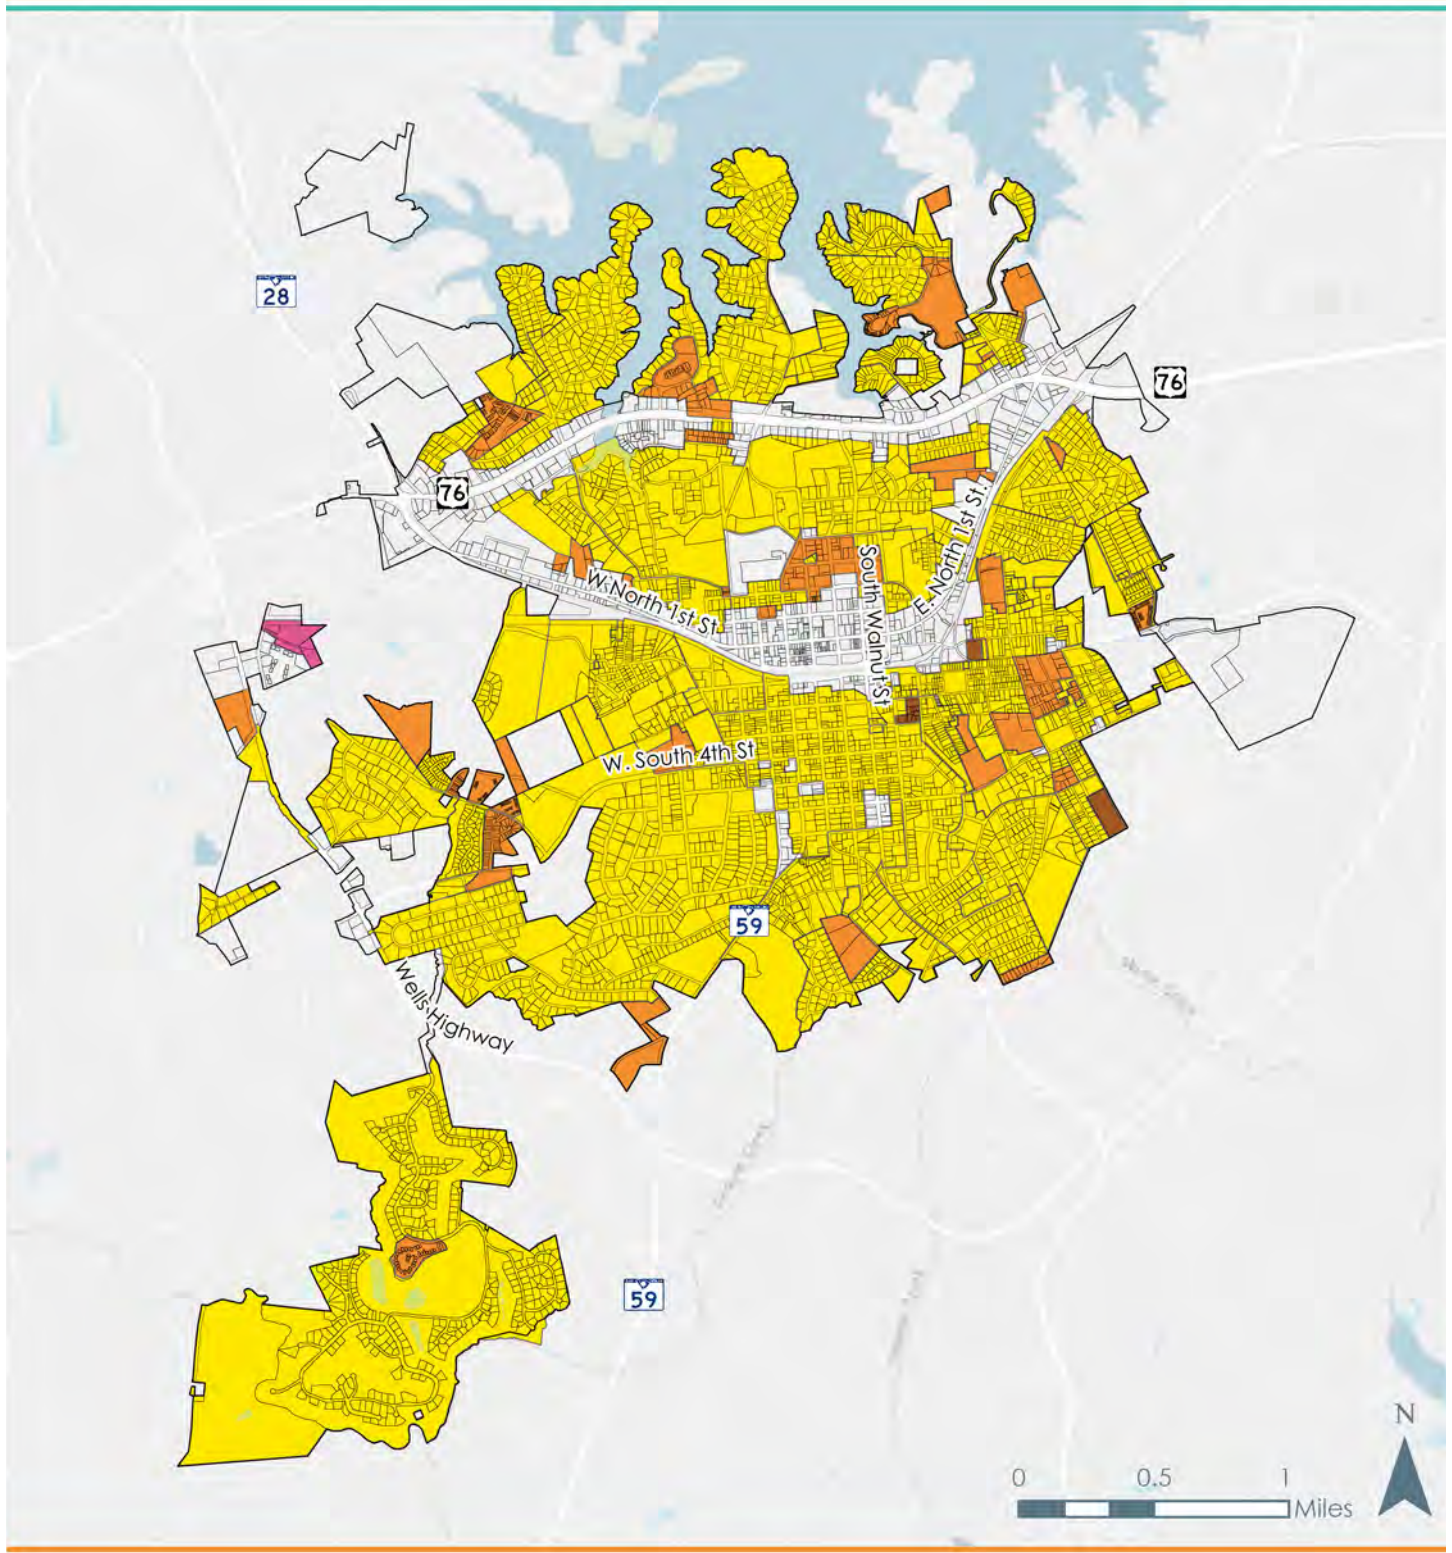 28
76
76
E. North 1st St.
South Walnut St
W. North 1st St
W. South 4th St
59
Wells Highway
59
N
0 0.5 1
Miles